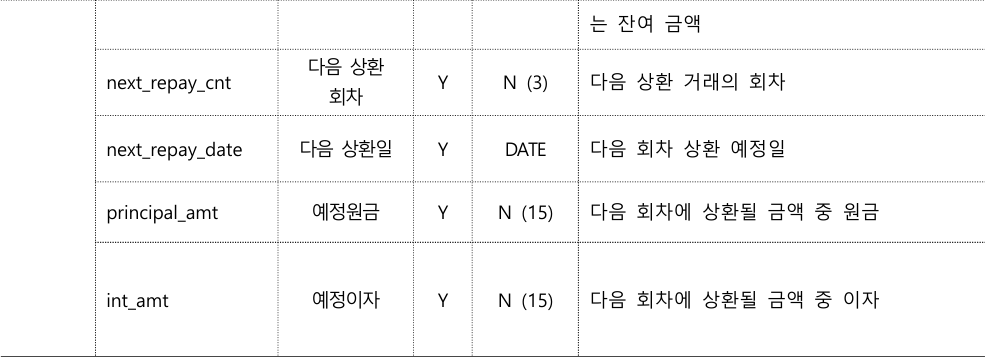 는 잔여 금액
next_repay_cnt 다음 상환 회차 Y N (3) 다음 상환 거래의 회차
next_repay_date 다음 상환일 Y DATE 다음 회차 상환 예정일
principal_amt 예정원금 Y N (15) 다음 회차에 상환될 금액 중 원금
int_amt 예정이자 Y N (15) 다음 회차에 상환될 금액 중 이자